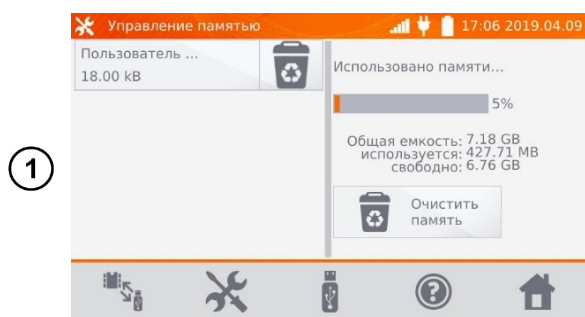 Управление памятью
17:06 2019.04.09
Пользователь ...
18.00 kB
Использовано памяти...
5%
Общая емкость: 7.18 GB
используется: 427.71 MB
свободно: 6.76 GB
Очистить
память
1